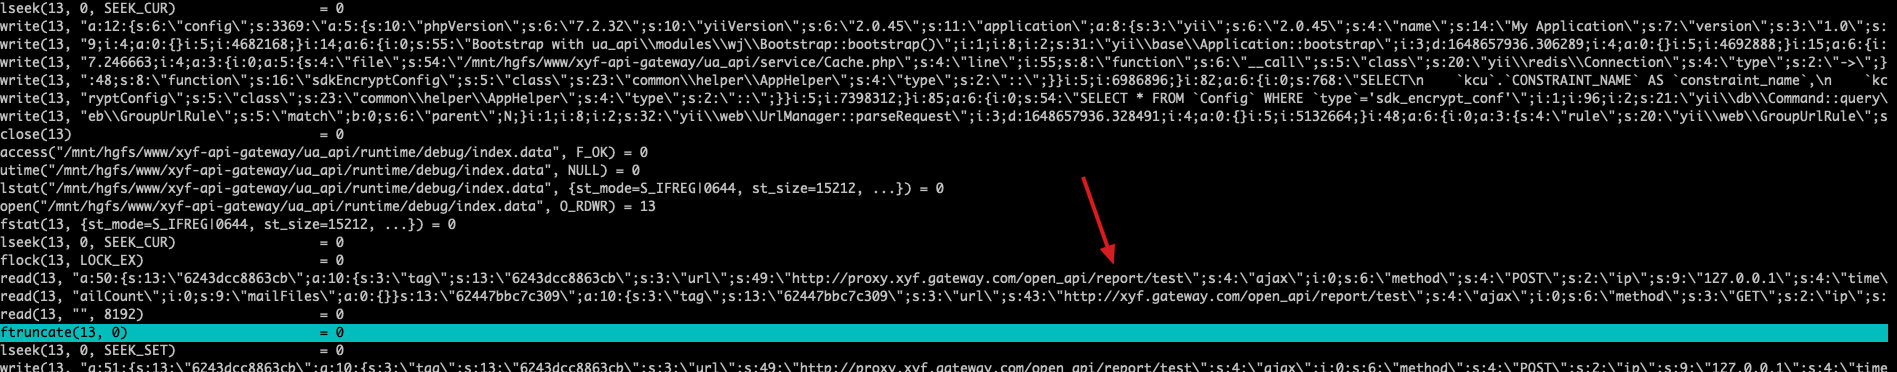 lseek(13, 0, SEEK_CUR)                  = 0
write(13, "a:12:{s:6:\"config\";s:3369:\"a:5:{s:10:\"phpVersion\";s:6:\"7.2.32\";s:10:\"yiiVersion\";s:6:\"2.0.45\";s:11:\"application\";a:8:{s:3:\"yii\";s:6:\"2.0.45\";s:4:\"name\";s:14:\"My Application\";s:7:\"version\";s:3:\"1.0\";s:
write(13, "9;i:4;a:0:{}i:5;i:4682168;}i:14;a:6:{i:0;s:55:\"Bootstrap with ua_api\\modules\\wj\\Bootstrap::bootstrap()\";i:1;i:8;i:2;s:31:\"yii\\base\\Application::bootstrap\";i:3;d:1648657936.306289;i:4;a:0:{}i:5;i:4692888;}i:15;a:6:{i:
write(13, "7.246663;i:4;a:3:{i:0;a:5:{s:4:\"file\";s:54:\"/mnt/hgfs/www/xyf-api-gateway/ua_api/service/Cache.php\";s:4:\"line\";i:55;s:8:\"function\";s:6:\"__call\";s:5:\"class\";s:20:\"yii\\redis\\Connection\";s:4:\"type\";s:2:\"->\";}
write(13, ":48;s:8:\"function\";s:16:\"sdkEncryptConfig\";s:5:\"class\";s:23:\"common\\helper\\AppHelper\";s:4:\"type\";s:2:\"::\";}}i:5;i:6986896;}i:82;a:6:{i:0;s:768:\"SELECT\n    `kcu`.`CONSTRAINT_NAME` AS `constraint_name`,\n    `kc
write(13, "ryptConfig\";s:5:\"class\";s:23:\"common\\helper\\AppHelper\";s:4:\"type\";s:2:\"::\";}}i:5;i:7398312;}i:85;a:6:{i:0;s:54:\"SELECT * FROM `Config` WHERE `type`='sdk_encrypt_conf'\";i:1;i:96;i:2;s:21:\"yii\\db\\Command::query\
write(13, "eb\\GroupUrlRule\";s:5:\"match\";b:0;s:6:\"parent\";N;}i:1;i:8;i:2;s:32:\"yii\\web\\UrlManager::parseRequest\";i:3;d:1648657936.328491;i:4;a:0:{}i:5;i:5132664;}i:48;a:6:{i:0;a:3:{s:4:\"rule\";s:20:\"yii\\web\\GroupUrlRule\";s
close(13)                               = 0
access("/mnt/hgfs/www/xyf-api-gateway/ua_api/runtime/debug/index.data", F_OK) = 0
utime("/mnt/hgfs/www/xyf-api-gateway/ua_api/runtime/debug/index.data", NULL) = 0
lstat("/mnt/hgfs/www/xyf-api-gateway/ua_api/runtime/debug/index.data", {st_mode=S_IFREG|0644, st_size=15212, ...}) = 0
open("/mnt/hgfs/www/xyf-api-gateway/ua_api/runtime/debug/index.data", O_RDWR) = 13
fstat(13, {st_mode=S_IFREG|0644, st_size=15212, ...}) = 0
lseek(13, 0, SEEK_CUR)                  = 0
flock(13, LOCK_EX)                      = 0
read(13, "a:50:{s:13:\"6243dcc8863cb\";a:10:{s:3:\"tag\";s:13:\"6243dcc8863cb\";s:3:\"url\";s:49:\"http://proxy.xyf.gateway.com/open_api/report/test\";s:4:\"ajax\";i:0;s:6:\"method\";s:4:\"POST\";s:2:\"ip\";s:9:\"127.0.0.1\";s:4:\"time\
read(13, "ailCount\";i:0;s:9:\"mailFiles\";a:0:{}}s:13:\"62447bbc7c309\";a:10:{s:3:\"tag\";s:13:\"62447bbc7c309\";s:3:\"url\";s:43:\"http://xyf.gateway.com/open_api/report/test\";s:4:\"ajax\";i:0;s:6:\"method\";s:3:\"GET\";s:2:\"ip\";s:
read(13, "", 8192)                      = 0
ftruncate(13, 0)                        = 0
lseek(13, 0, SEEK_SET)                  = 0
write(13, "a:51:{s:13:\"6243dcc8863cb\";a:10:{s:3:\"tag\";s:13:\"6243dcc8863cb\";s:3:\"url\";s:49:\"http://proxy.xyf.gateway.com/open_api/report/test\";s:4:\"ajax\";i:0;s:6:\"method\";s:4:\"POST\";s:2:\"ip\";s:9:\"127.0.0.1\";s:4:\"time